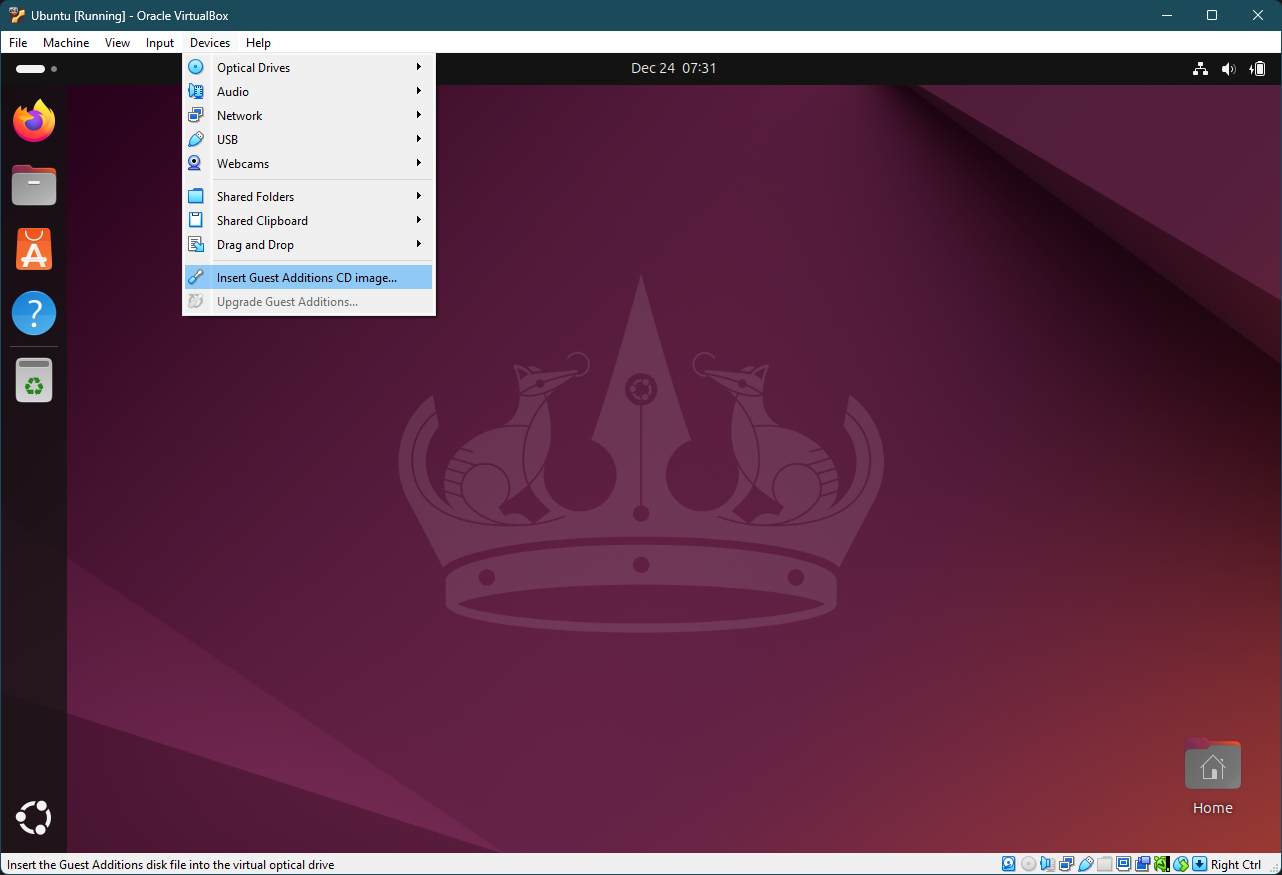 Ubuntu [Running] - Oracle VirtualBox
File Machine View Input Devices Help
Dec 24 07:31
Optical Drives
Audio
Network
USB
Webcams
Shared Folders
Shared Clipboard
Drag and Drop
Insert Guest Additions CD image...
Upgrade Guest Additions...
Home
Insert the Guest Additions disk file into the virtual optical drive
Right Ctrl